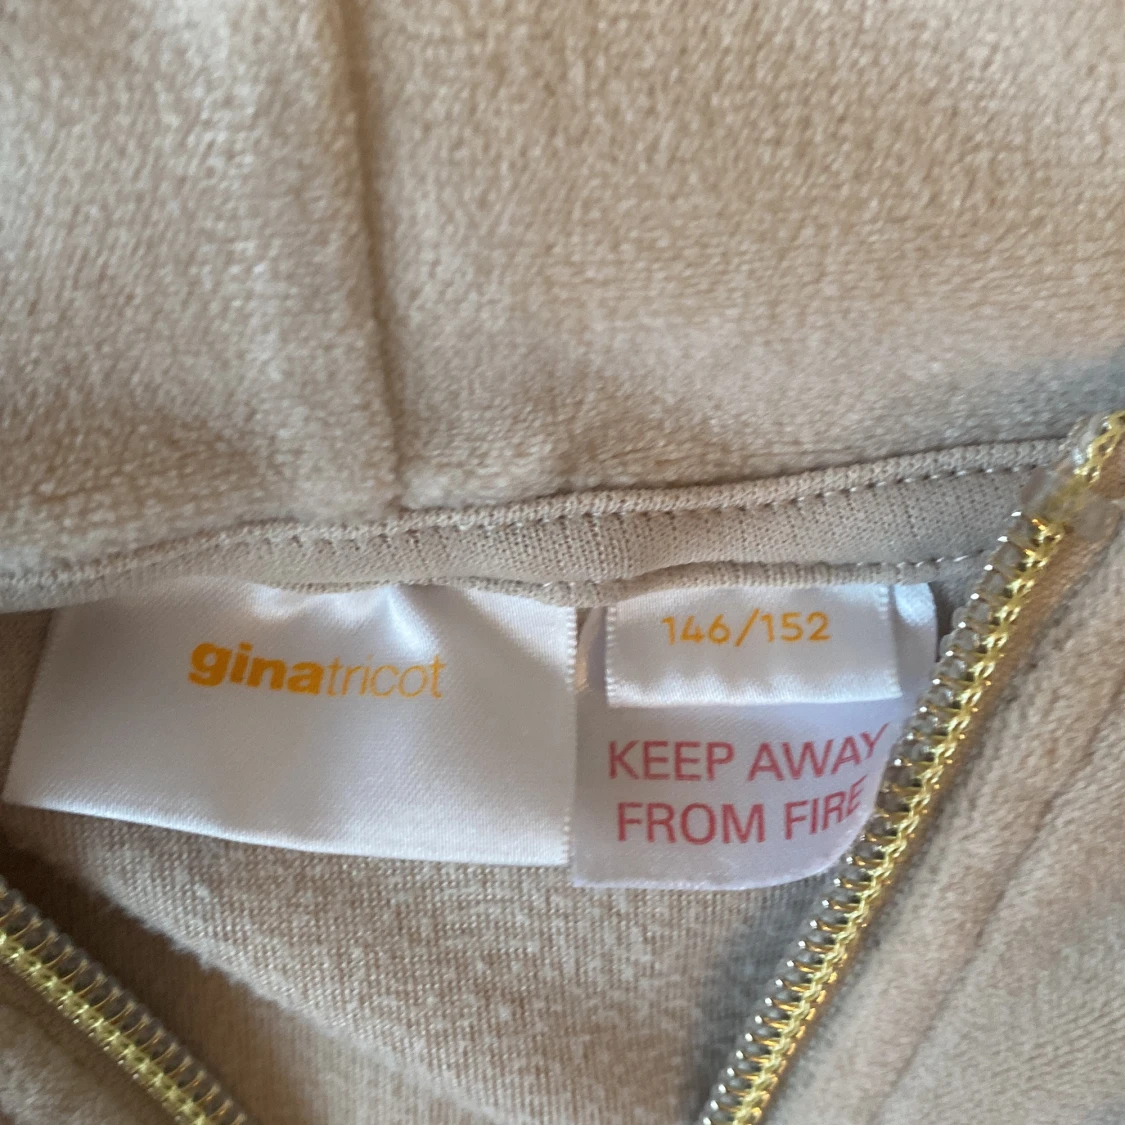 ginatricot
146/152
KEEP AWAY
FROM FIRE